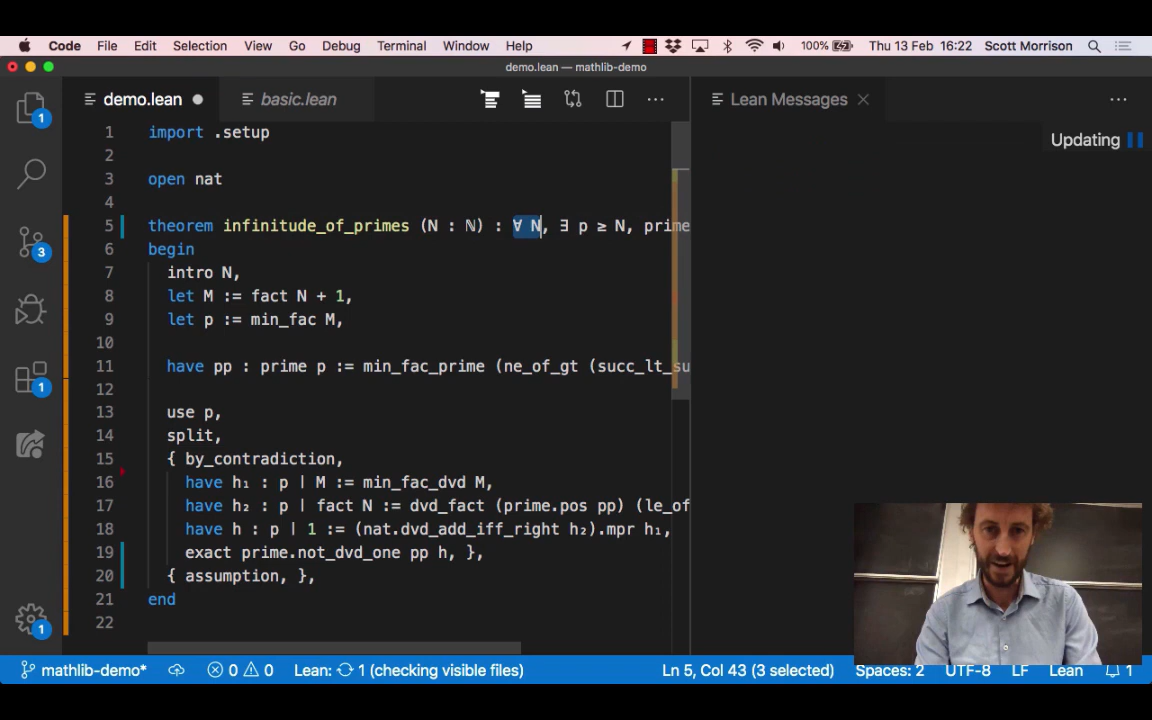 Code File Edit Selection View Go Debug Terminal Window Help 100% Thu 13 Feb 16:22 Scott Morrison
demo.lean — mathlib-demo
demo.lean basic.lean Lean Messages
Updating
1 import .setup
2
3 open nat
4
5 theorem infinitude_of_primes (N : ℕ) : ∀ N, ∃ p ≥ N, prime
6 begin
7 intro N,
8 let M := fact N + 1,
9 let p := min_fac M,
10
11 have pp : prime p := min_fac_prime (ne_of_gt (succ_lt_su
12
13 use p,
14 split,
15 { by_contradiction,
16 have h₁ : p ∣ M := min_fac_dvd M,
17 have h₂ : p ∣ fact N := dvd_fact (prime.pos pp) (le_of
18 have h : p ∣ 1 := (nat.dvd_add_iff_right h₂).mpr h₁,
19 exact prime.not_dvd_one pp h, },
20 { assumption, },
21 end
22
1
3
1
1
mathlib-demo* 0 0 Lean: 1 (checking visible files) Ln 5, Col 43 (3 selected) Spaces: 2 UTF-8 LF Lean 1